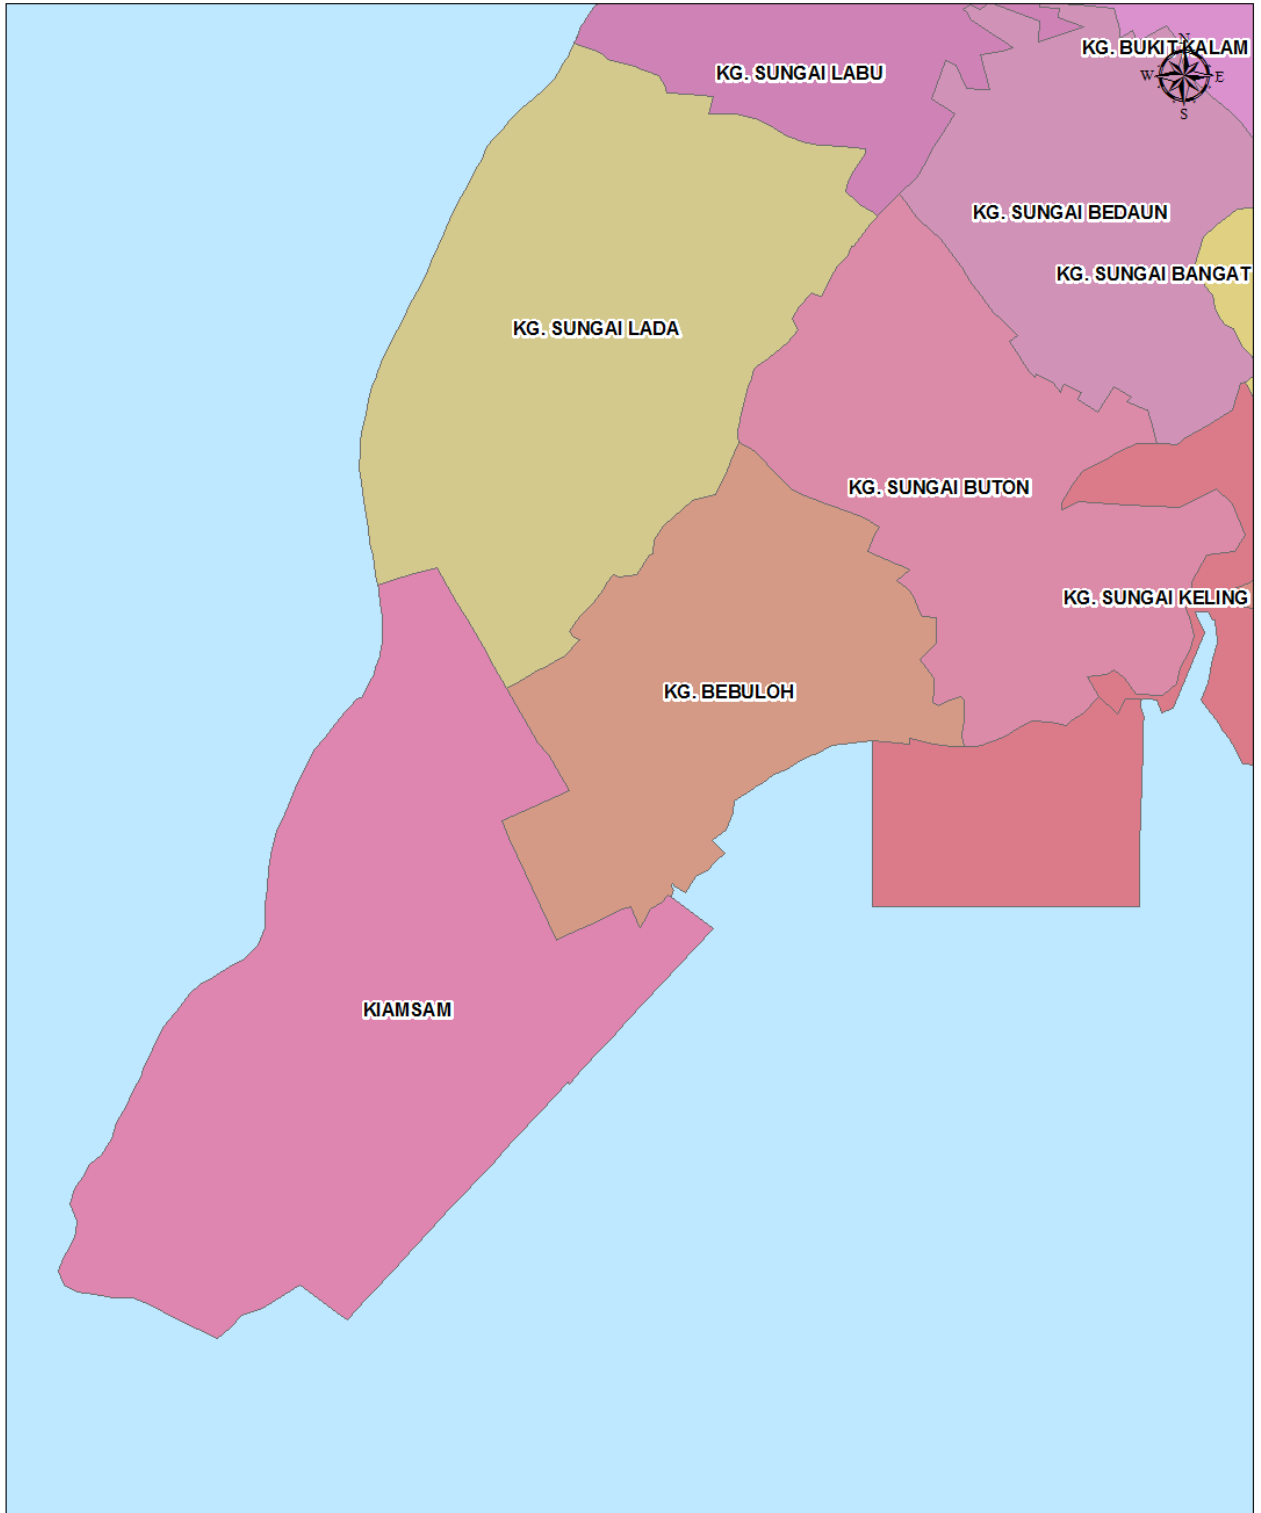 KG. BUKIT KALAM
N
W
E
S
KG. SUNGAI LABU
KG. SUNGAI BEDAUN
KG. SUNGAI BANGAT
KG. SUNGAI LADA
KG. SUNGAI BUTON
KG. SUNGAI KELING
KG. BEBULOH
KIAMSAM